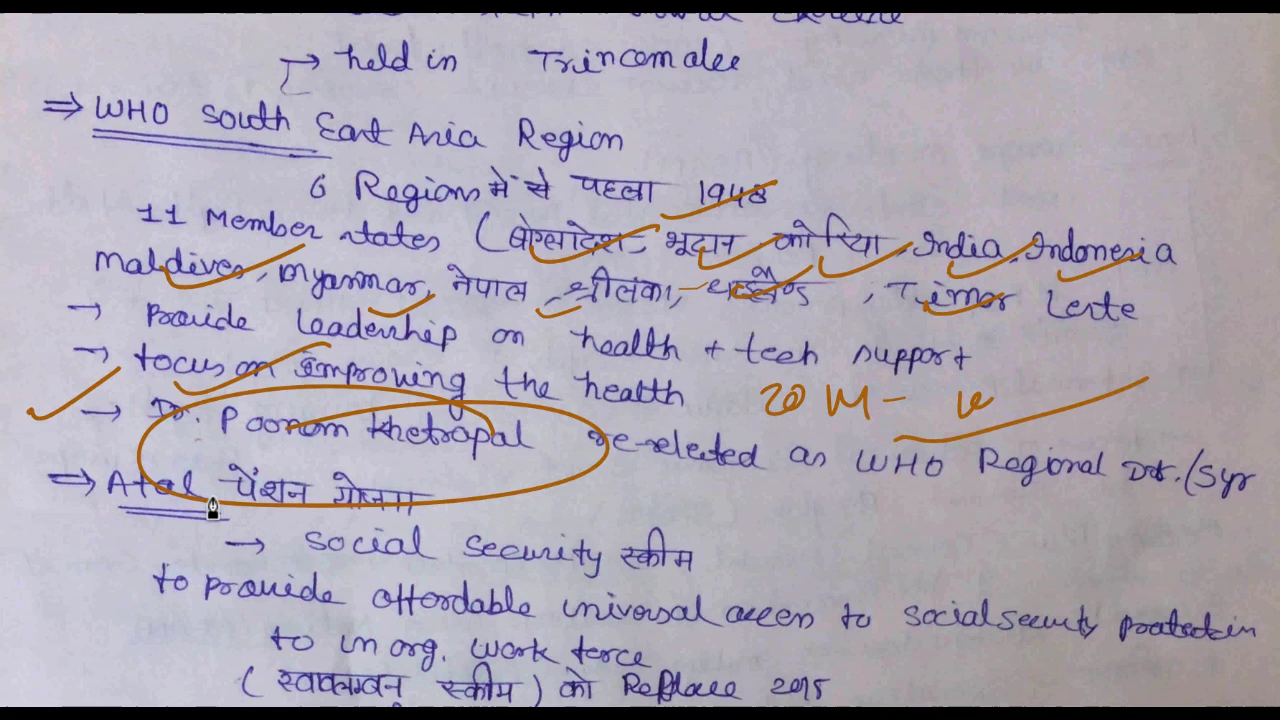 → held in Trincomalee
⇒ WHO South East Asia Region
6 Regions में से पहला 1948
11 Member states (बांग्लादेश - भूटान, कोरिया, India, Indonesia
Maldives, Myanmar, नेपाल, श्रीलंका, थाईलैण्ड, Timor Leste
→ Provide leadership on health + tech support
→ focus on improving the health 20 M-
→ Dr Poonam Khetrapal re-elected as WHO Regional Dir. (5yr
⇒ Atal पेंशन योजना
→ Social Security स्कीम
to provide affordable universal access to social security protection
to in org. work force
(स्वावलम्बन स्कीम) को Replace 2015